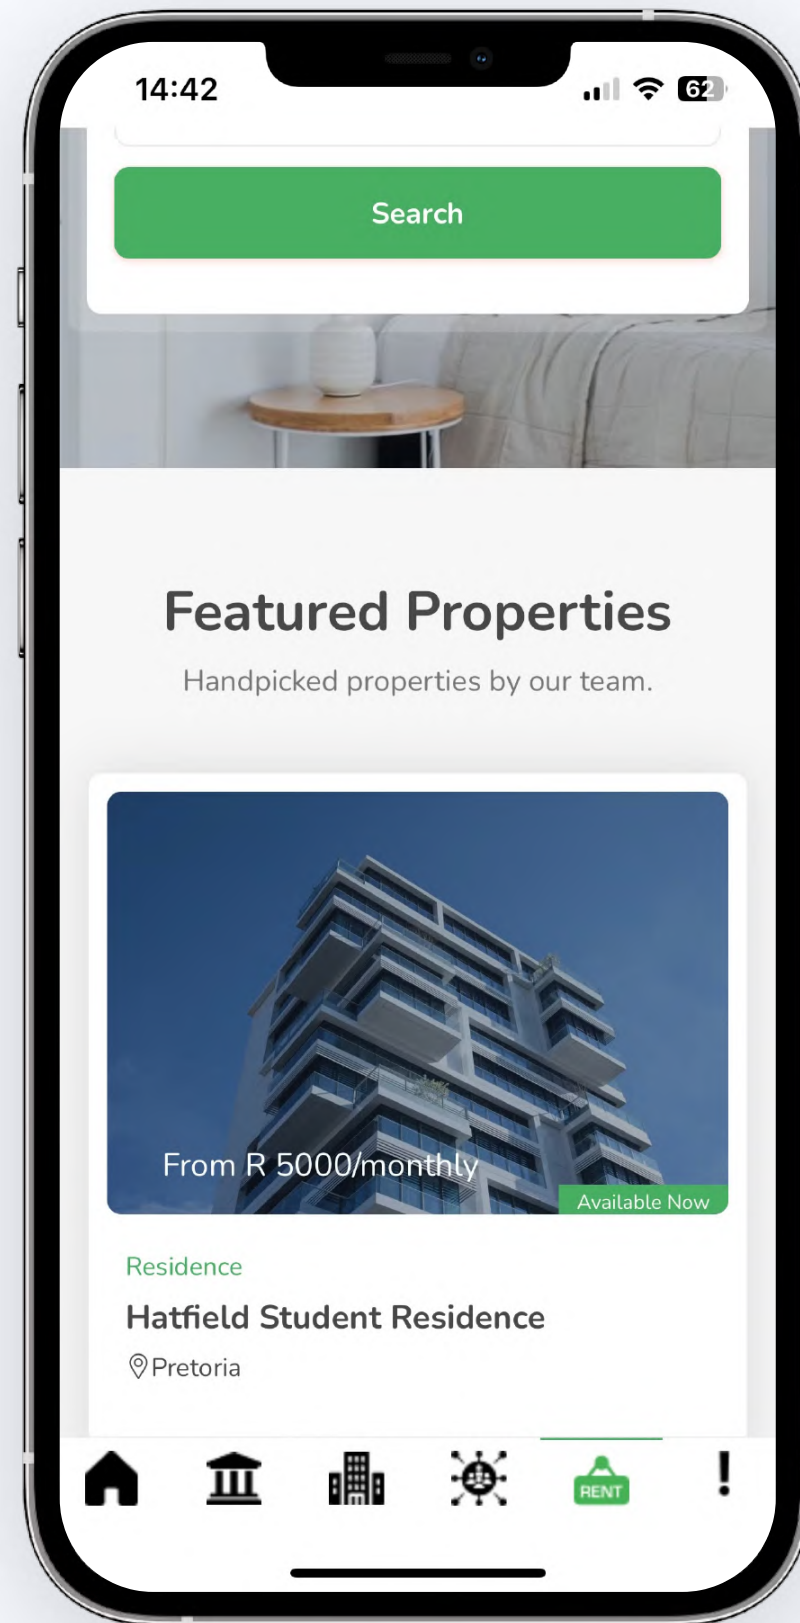 14:42
62
Search
Featured Properties
Handpicked properties by our team.
From R 5000/monthly
Available Now
Residence
Hatfield Student Residence
Pretoria
RENT